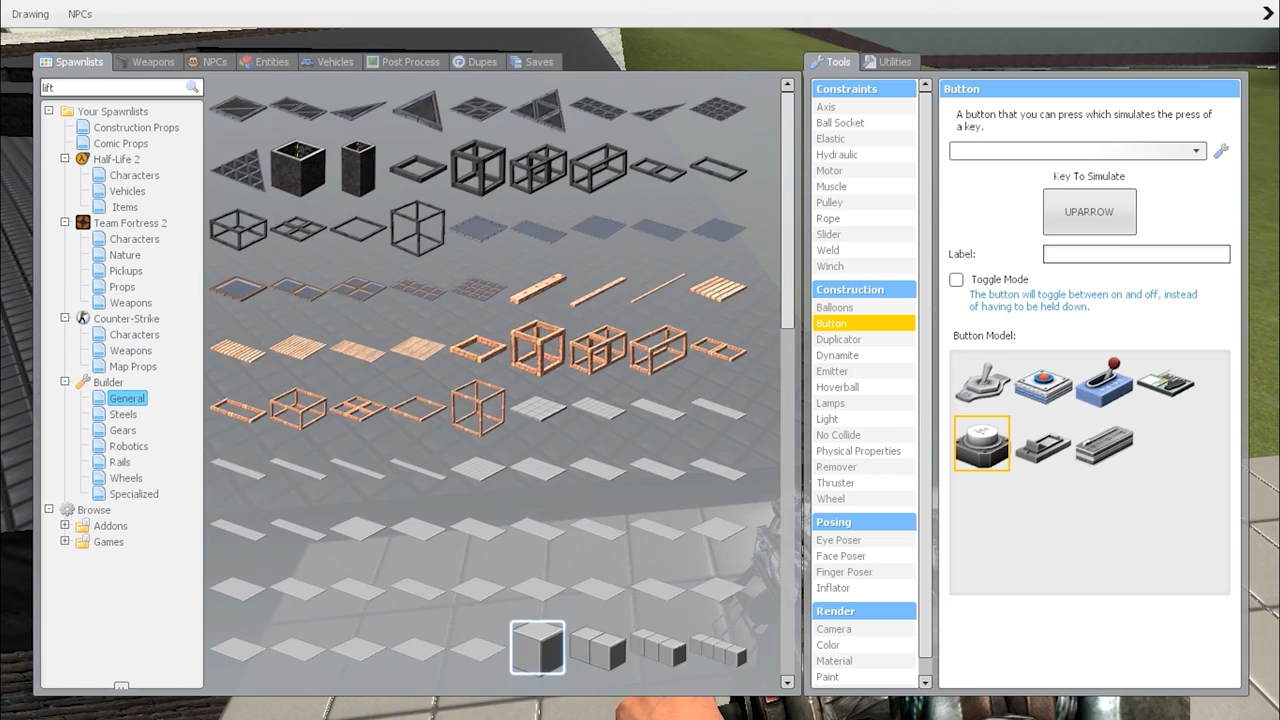 Drawing NPCs
Spawnlists Weapons NPCs Entities Vehicles Post Process Dupes Saves
lift
Your Spawnlists
Construction Props
Comic Props
Half-Life 2
Characters
Vehicles
Items
Team Fortress 2
Characters
Nature
Pickups
Props
Weapons
Counter-Strike
Characters
Weapons
Map Props
Builder
General
Steels
Gears
Robotics
Rails
Wheels
Specialized
Browse
Addons
Games
Tools Utilities
Constraints
Axis
Ball Socket
Elastic
Hydraulic
Motor
Muscle
Pulley
Rope
Slider
Weld
Winch
Construction
Balloons
Button
Duplicator
Dynamite
Emitter
Hoverball
Lamps
Light
No Collide
Physical Properties
Remover
Thruster
Wheel
Posing
Eye Poser
Face Poser
Finger Poser
Inflator
Render
Camera
Color
Material
Paint
Button
A button that you can press which simulates the press of
a key.
Key To Simulate
UPARROW
Label:
Toggle Mode
The button will toggle between on and off, instead
of having to be held down.
Button Model: